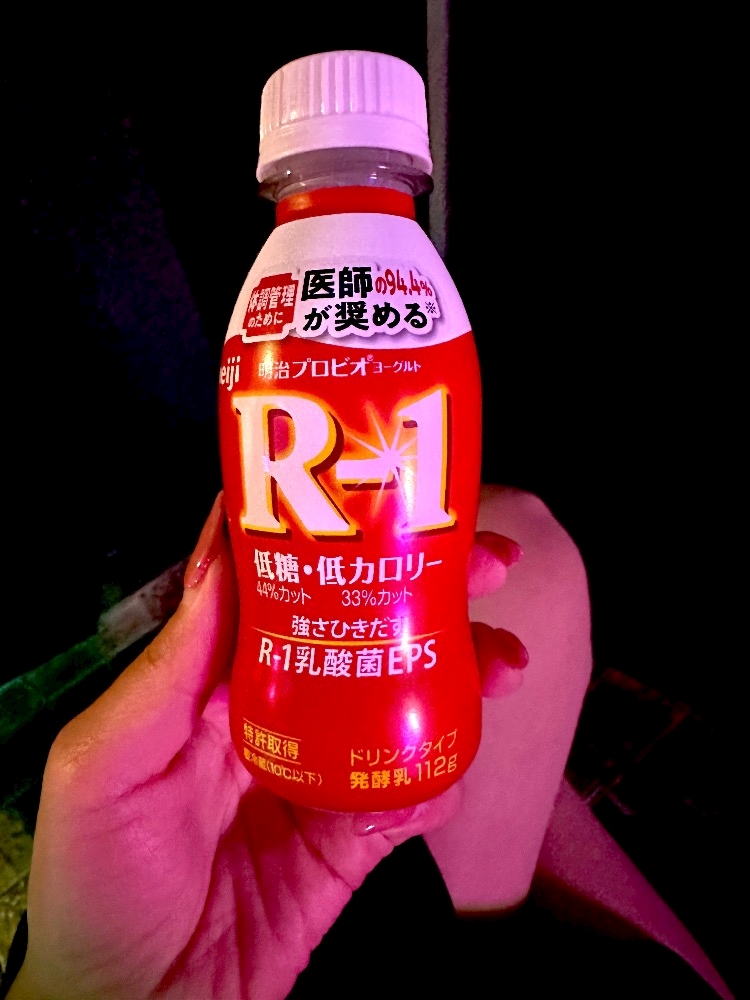 体調管理
のために
医師の94.4%
が奨める※
eiji
明治プロビオ®ヨーグルト
R-1
低糖・低カロリー
44%カット 33%カット
強さひきだす
R-1乳酸菌EPS
特許取得
要冷蔵(10℃以下)
ドリンクタイプ
発酵乳 112g